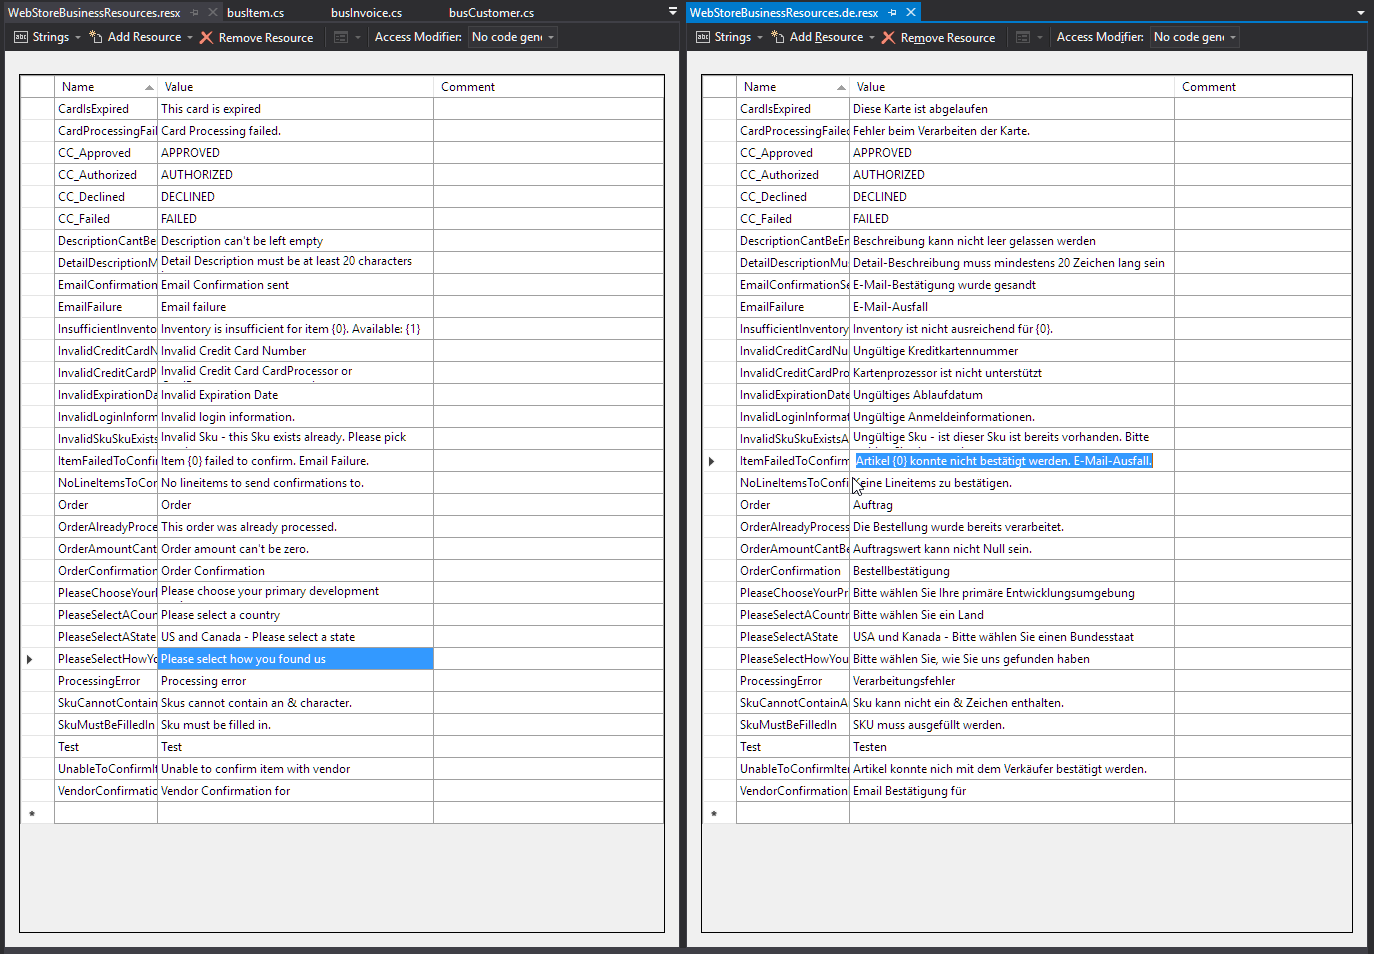 WebStoreBusinessResources.resx busItem.cs busInvoice.cs busCustomer.cs
Strings Add Resource Remove Resource Access Modifier: No code gen
Name Value Comment
CardIsExpired This card is expired
CardProcessingFail Card Processing failed.
CC_Approved APPROVED
CC_Authorized AUTHORIZED
CC_Declined DECLINED
CC_Failed FAILED
DescriptionCantBe Description can't be left empty
DetailDescriptionM Detail Description must be at least 20 characters
EmailConfirmation Email Confirmation sent
EmailFailure Email failure
InsufficientInvento Inventory is insufficient for item {0}. Available: {1}
InvalidCreditCardN Invalid Credit Card Number
InvalidCreditCardP Invalid Credit Card CardProcessor or
InvalidExpirationDa Invalid Expiration Date
InvalidLoginInform Invalid login information.
InvalidSkuSkuExists Invalid Sku - this Sku exists already. Please pick
ItemFailedToConfi Item {0} failed to confirm. Email Failure.
NoLineItemsToCon No lineitems to send confirmations to.
Order Order
OrderAlreadyProce This order was already processed.
OrderAmountCant Order amount can't be zero.
OrderConfirmation Order Confirmation
PleaseChooseYourI Please choose your primary development
PleaseSelectACoun Please select a country
PleaseSelectAState US and Canada - Please select a state
PleaseSelectHowYo Please select how you found us
ProcessingError Processing error
SkuCannotContain Skus cannot contain an & character.
SkuMustBeFilledIn Sku must be filled in.
Test Test
UnableToConfirmIt Unable to confirm item with vendor
VendorConfirmatio Vendor Confirmation for
WebStoreBusinessResources.de.resx
Strings Add Resource Remove Resource Access Modifier: No code gen
Name Value Comment
CardIsExpired Diese Karte ist abgelaufen
CardProcessingFailed Fehler beim Verarbeiten der Karte.
CC_Approved APPROVED
CC_Authorized AUTHORIZED
CC_Declined DECLINED
CC_Failed FAILED
DescriptionCantBeEm Beschreibung kann nicht leer gelassen werden
DetailDescriptionMus Detail-Beschreibung muss mindestens 20 Zeichen lang sein
EmailConfirmationSe E-Mail-Bestätigung wurde gesandt
EmailFailure E-Mail-Ausfall
InsufficientInventory Inventory ist nicht ausreichend für {0}.
InvalidCreditCardNu Ungültige Kreditkartennummer
InvalidCreditCardPro Kartenprozessor ist nicht unterstützt
InvalidExpirationDate Ungültiges Ablaufdatum
InvalidLoginInformat Ungültige Anmeldeinformationen.
InvalidSkuSkuExistsA Ungültige Sku - ist dieser Sku ist bereits vorhanden. Bitte
ItemFailedToConfirm Artikel {0} konnte nicht bestätigt werden. E-Mail-Ausfall.
NoLineItemsToConfi Keine Lineitems zu bestätigen.
Order Auftrag
OrderAlreadyProcess Die Bestellung wurde bereits verarbeitet.
OrderAmountCantBe Auftragswert kann nicht Null sein.
OrderConfirmation Bestellbestätigung
PleaseChooseYourPr Bitte wählen Sie Ihre primäre Entwicklungsumgebung
PleaseSelectACountr Bitte wählen Sie ein Land
PleaseSelectAState USA und Kanada - Bitte wählen Sie einen Bundesstaat
PleaseSelectHowYou Bitte wählen Sie, wie Sie uns gefunden haben
ProcessingError Verarbeitungsfehler
SkuCannotContainA Sku kann nicht ein & Zeichen enthalten.
SkuMustBeFilledIn SKU muss ausgefüllt werden.
Test Testen
UnableToConfirmIter Artikel konnte nich mit dem Verkäufer bestätigt werden.
VendorConfirmation Email Bestätigung für